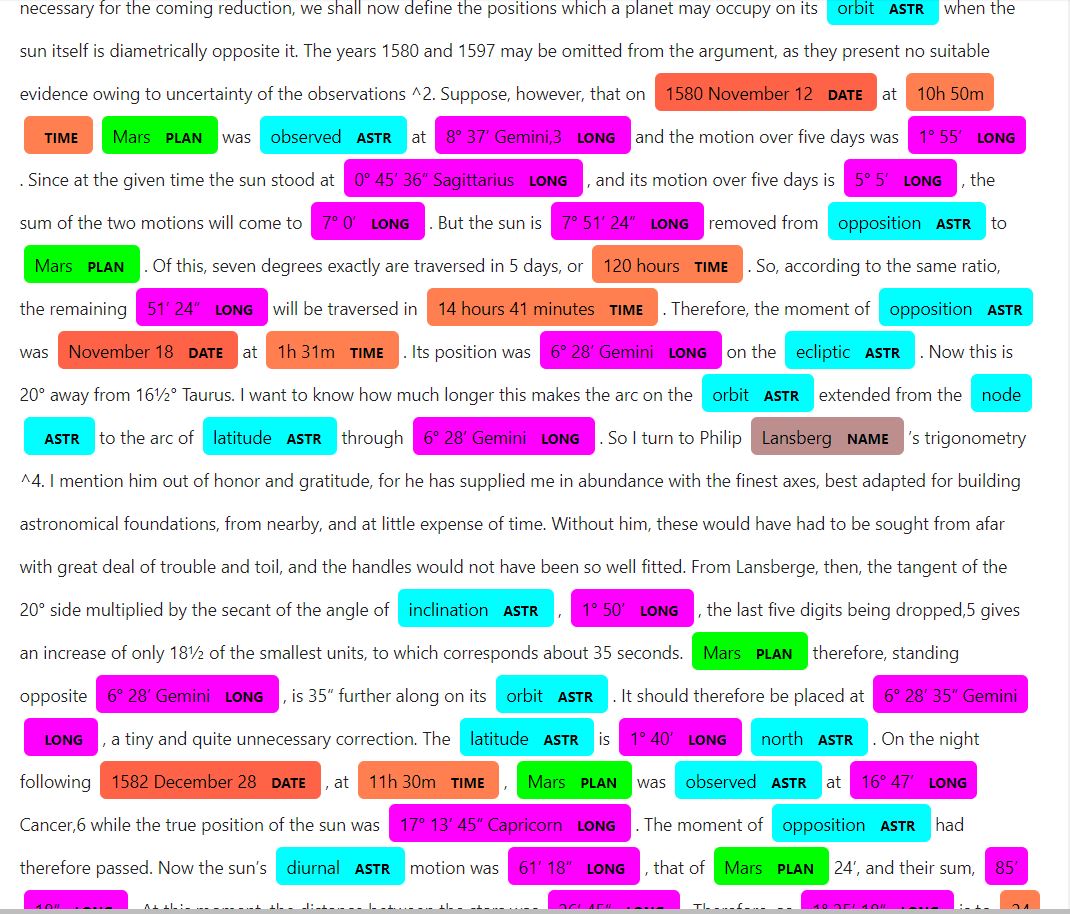 necessary for the coming reduction, we shall now define the positions which a planet may occupy on its orbit ASTR when the
sun itself is diametrically opposite it. The years 1580 and 1597 may be omitted from the argument, as they present no suitable
evidence owing to uncertainty of the observations ^2. Suppose, however, that on 1580 November 12 DATE at 10h 50m
TIME Mars PLAN was observed ASTR at 8° 37′ Gemini,3 LONG and the motion over five days was 1° 55′ LONG
. Since at the given time the sun stood at 0° 45′ 36″ Sagittarius LONG , and its motion over five days is 5° 5′ LONG , the
sum of the two motions will come to 7° 0′ LONG . But the sun is 7° 51′ 24″ LONG removed from opposition ASTR to
Mars PLAN . Of this, seven degrees exactly are traversed in 5 days, or 120 hours TIME . So, according to the same ratio,
the remaining 51′ 24″ LONG will be traversed in 14 hours 41 minutes TIME . Therefore, the moment of opposition ASTR
was November 18 DATE at 1h 31m TIME . Its position was 6° 28′ Gemini LONG on the ecliptic ASTR . Now this is
20° away from 16½° Taurus. I want to know how much longer this makes the arc on the orbit ASTR extended from the node
ASTR to the arc of latitude ASTR through 6° 28′ Gemini LONG . So I turn to Philip Lansberg NAME 's trigonometry
^4. I mention him out of honor and gratitude, for he has supplied me in abundance with the finest axes, best adapted for building
astronomical foundations, from nearby, and at little expense of time. Without him, these would have had to be sought from afar
with great deal of trouble and toil, and the handles would not have been so well fitted. From Lansberge, then, the tangent of the
20° side multiplied by the secant of the angle of inclination ASTR , 1° 50′ LONG , the last five digits being dropped,5 gives
an increase of only 18½ of the smallest units, to which corresponds about 35 seconds. Mars PLAN therefore, standing
opposite 6° 28′ Gemini LONG , is 35″ further along on its orbit ASTR . It should therefore be placed at 6° 28′ 35″ Gemini
LONG , a tiny and quite unnecessary correction. The latitude ASTR is 1° 40′ LONG north ASTR . On the night
following 1582 December 28 DATE , at 11h 30m TIME , Mars PLAN was observed ASTR at 16° 47′ LONG
Cancer,6 while the true position of the sun was 17° 13′ 45″ Capricorn LONG . The moment of opposition ASTR had
therefore passed. Now the sun's diurnal ASTR motion was 61′ 18″ LONG , that of Mars PLAN 24′, and their sum, 85′
18″ LONG . At this moment, the distance between the stars was 26′ 45″ LONG . Therefore, as 1° 25′ 18″ LONG is to 24